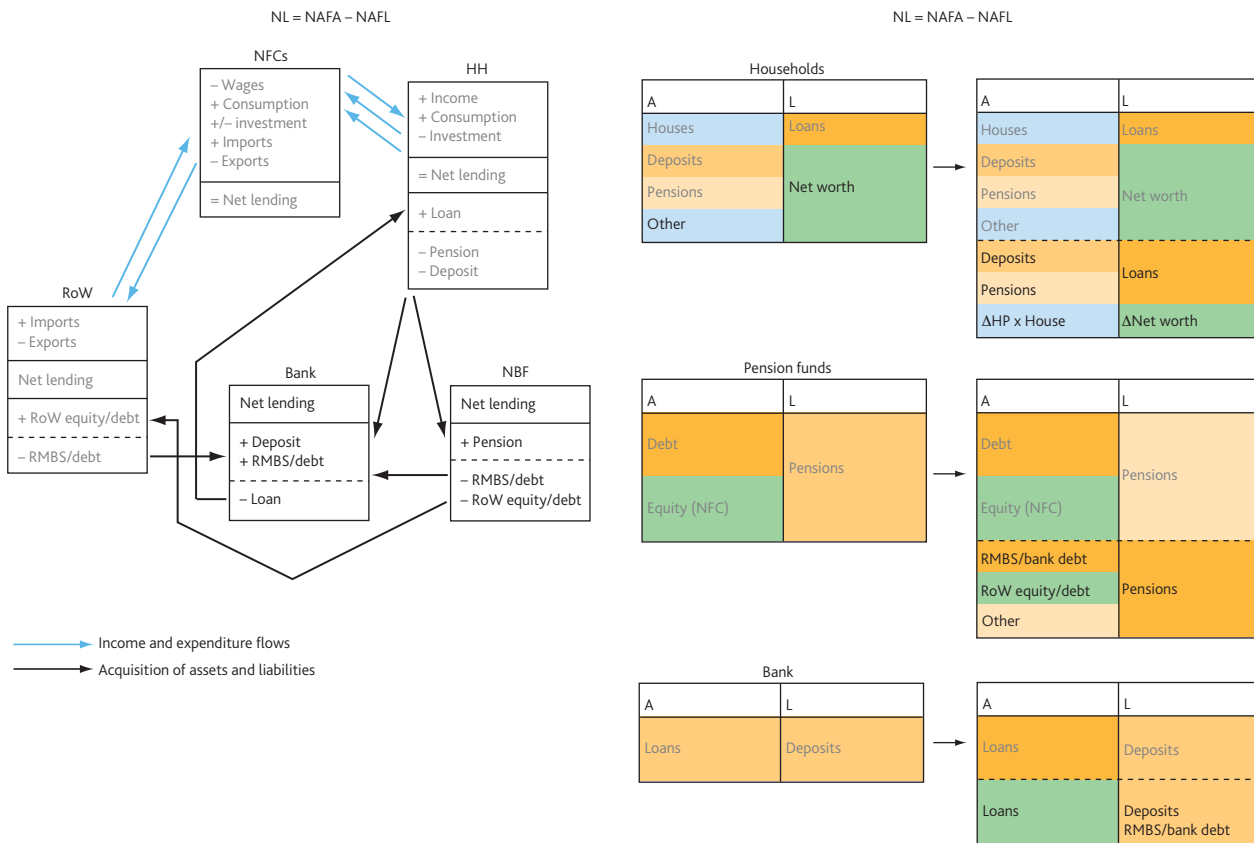 NL = NAFA – NAFL
NFCs
– Wages
+ Consumption
+/– investment
+ Imports
– Exports
= Net lending
HH
+ Income
+ Consumption
– Investment
= Net lending
+ Loan
– Pension
– Deposit
RoW
+ Imports
– Exports
Net lending
+ RoW equity/debt
– RMBS/debt
Bank
Net lending
+ Deposit
+ RMBS/debt
– Loan
NBF
Net lending
+ Pension
– RMBS/debt
– RoW equity/debt
Income and expenditure flows
Acquisition of assets and liabilities
NL = NAFA – NAFL
Households
A L
Houses Loans
Deposits
Pensions
Net worth
Other
A L
Houses Loans
Deposits
Pensions
Net worth
Other
Deposits
Loans
Pensions
ΔHP x House ΔNet worth
Pension funds
A L
Debt
Pensions
Equity (NFC)
A L
Debt
Pensions
Equity (NFC)
RMBS/bank debt
RoW equity/debt Pensions
Other
Bank
A L
Loans Deposits
A L
Loans Deposits
Loans Deposits
RMBS/bank debt